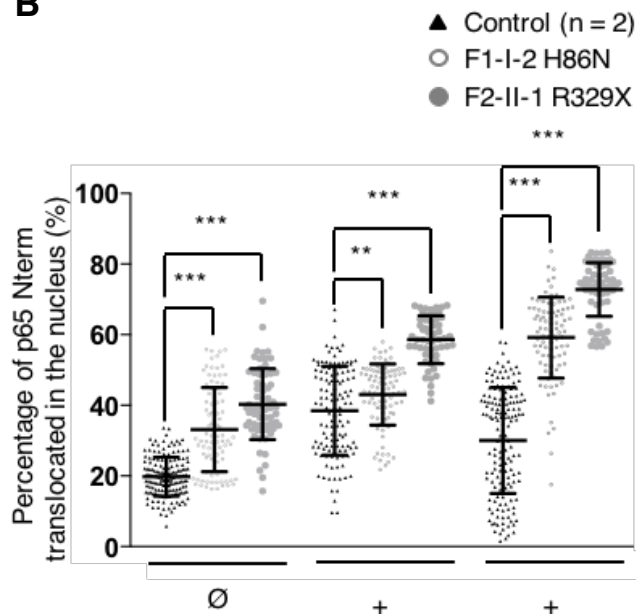 B
Control (n = 2)
F1-I-2 H86N
F2-II-1 R329X
Percentage of p65 Nterm
translocated in the nucleus (%)
100
80
60
40
20
0
***
***
***
**
***
***
Ø
+
+